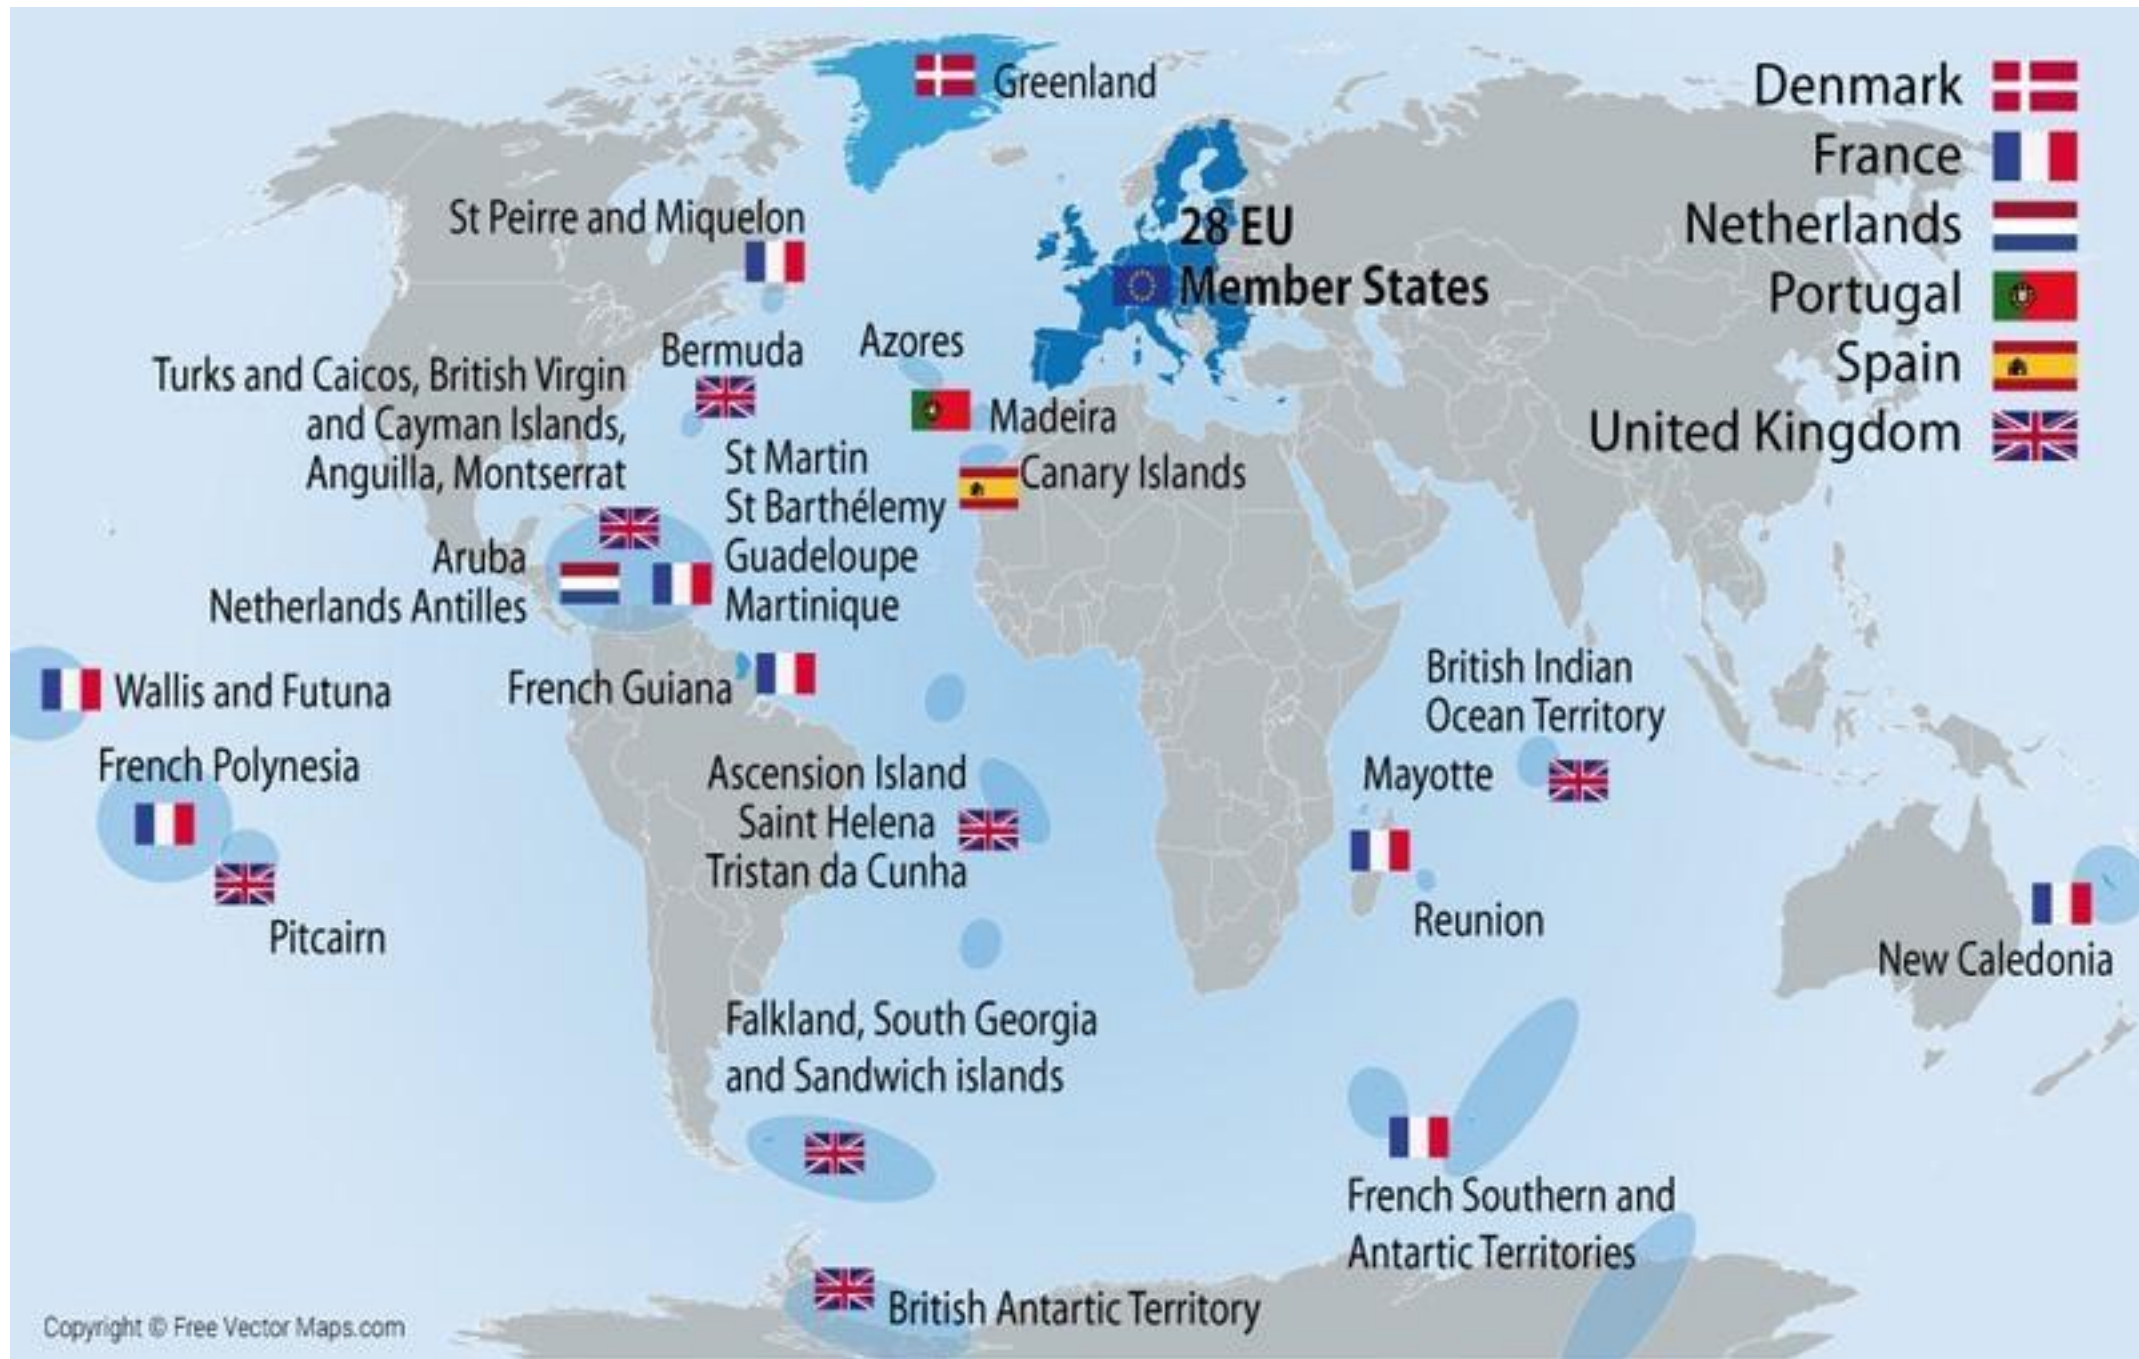 Greenland
Denmark
France
Netherlands
Portugal
Spain
United Kingdom
St Peirre and Miquelon
28 EU
Member States
Bermuda
Azores
Turks and Caicos, British Virgin
and Cayman Islands,
Anguilla, Montserrat
Madeira
Canary Islands
St Martin
St Barthélemy
Guadeloupe
Martinique
Aruba
Netherlands Antilles
Wallis and Futuna
French Guiana
British Indian
Ocean Territory
French Polynesia
Ascension Island
Saint Helena
Tristan da Cunha
Mayotte
Pitcairn
Reunion
New Caledonia
Falkland, South Georgia
and Sandwich islands
French Southern and
Antartic Territories
British Antartic Territory
Copyright © Free Vector Maps.com